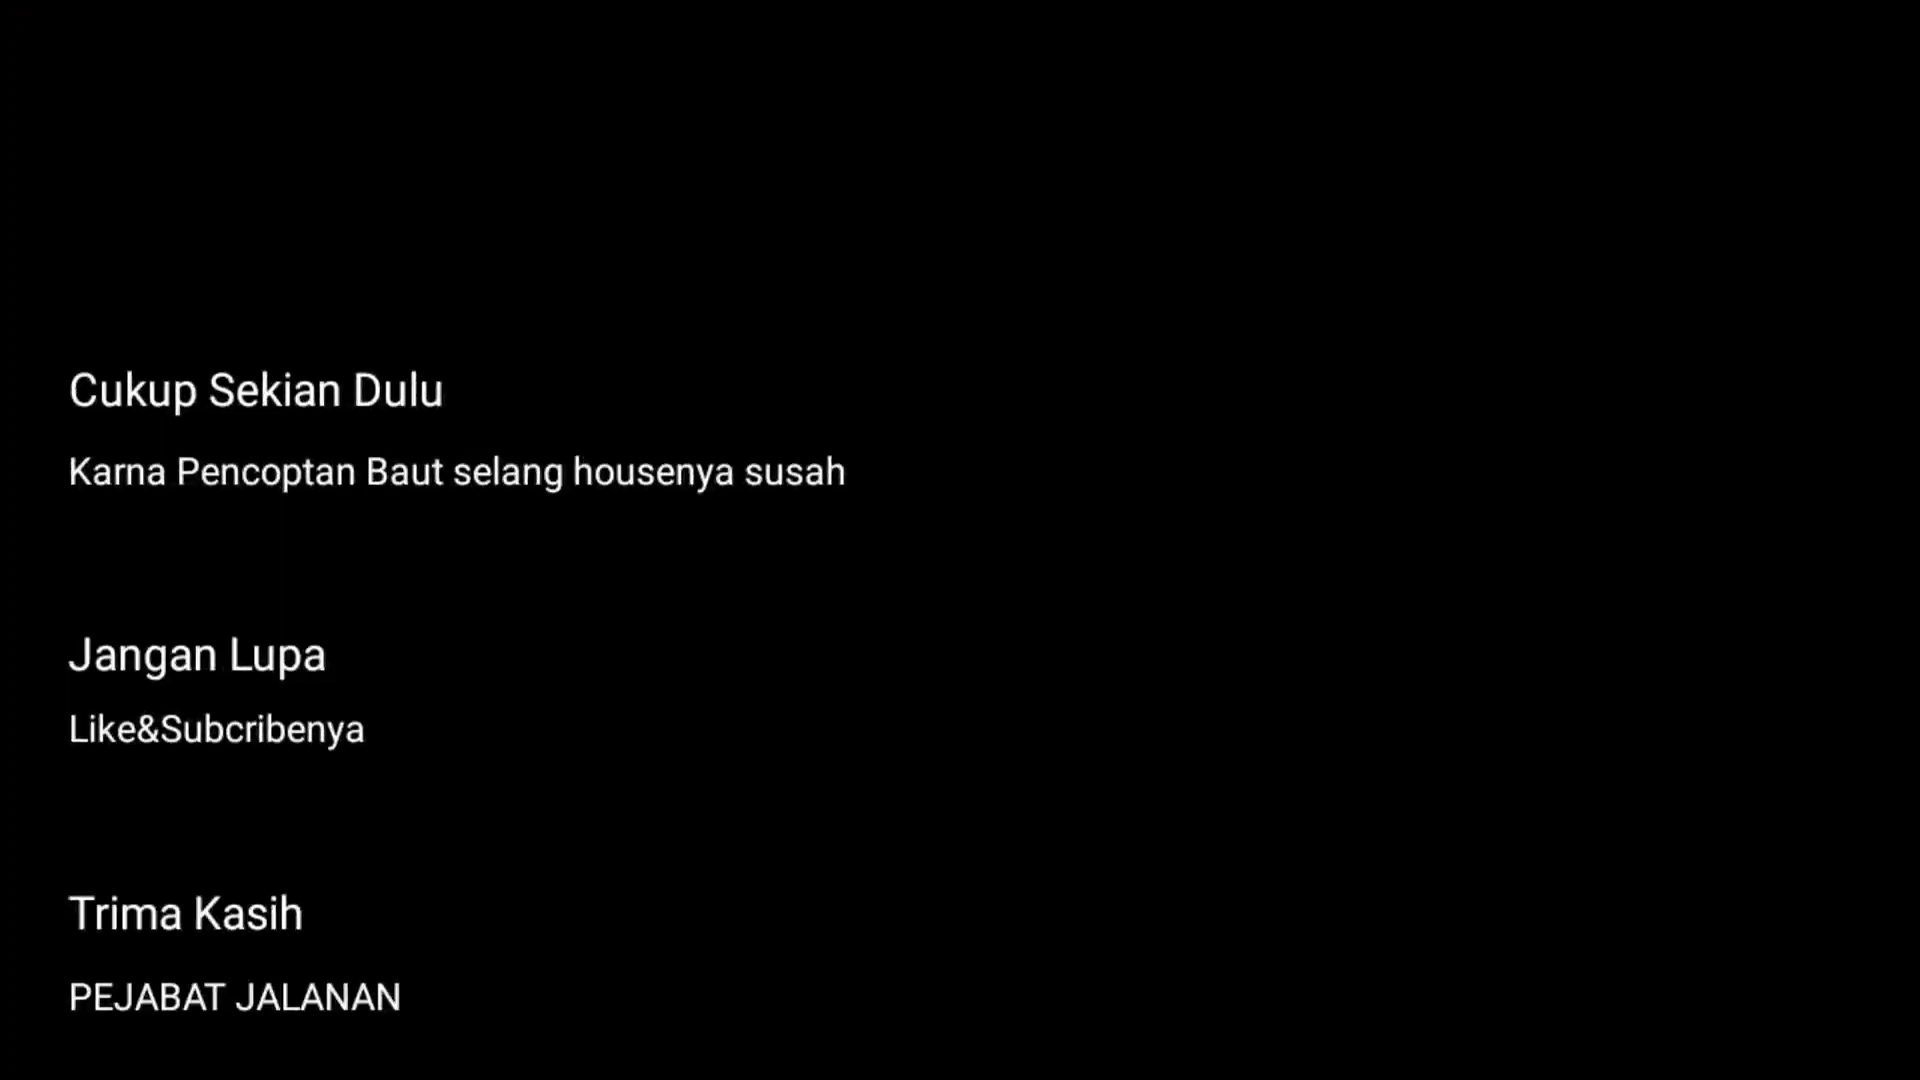 Cukup Sekian Dulu
Karna Pencoptan Baut selang housenya susah
Jangan Lupa
Like&Subcribenya
Trima Kasih
PEJABAT JALANAN